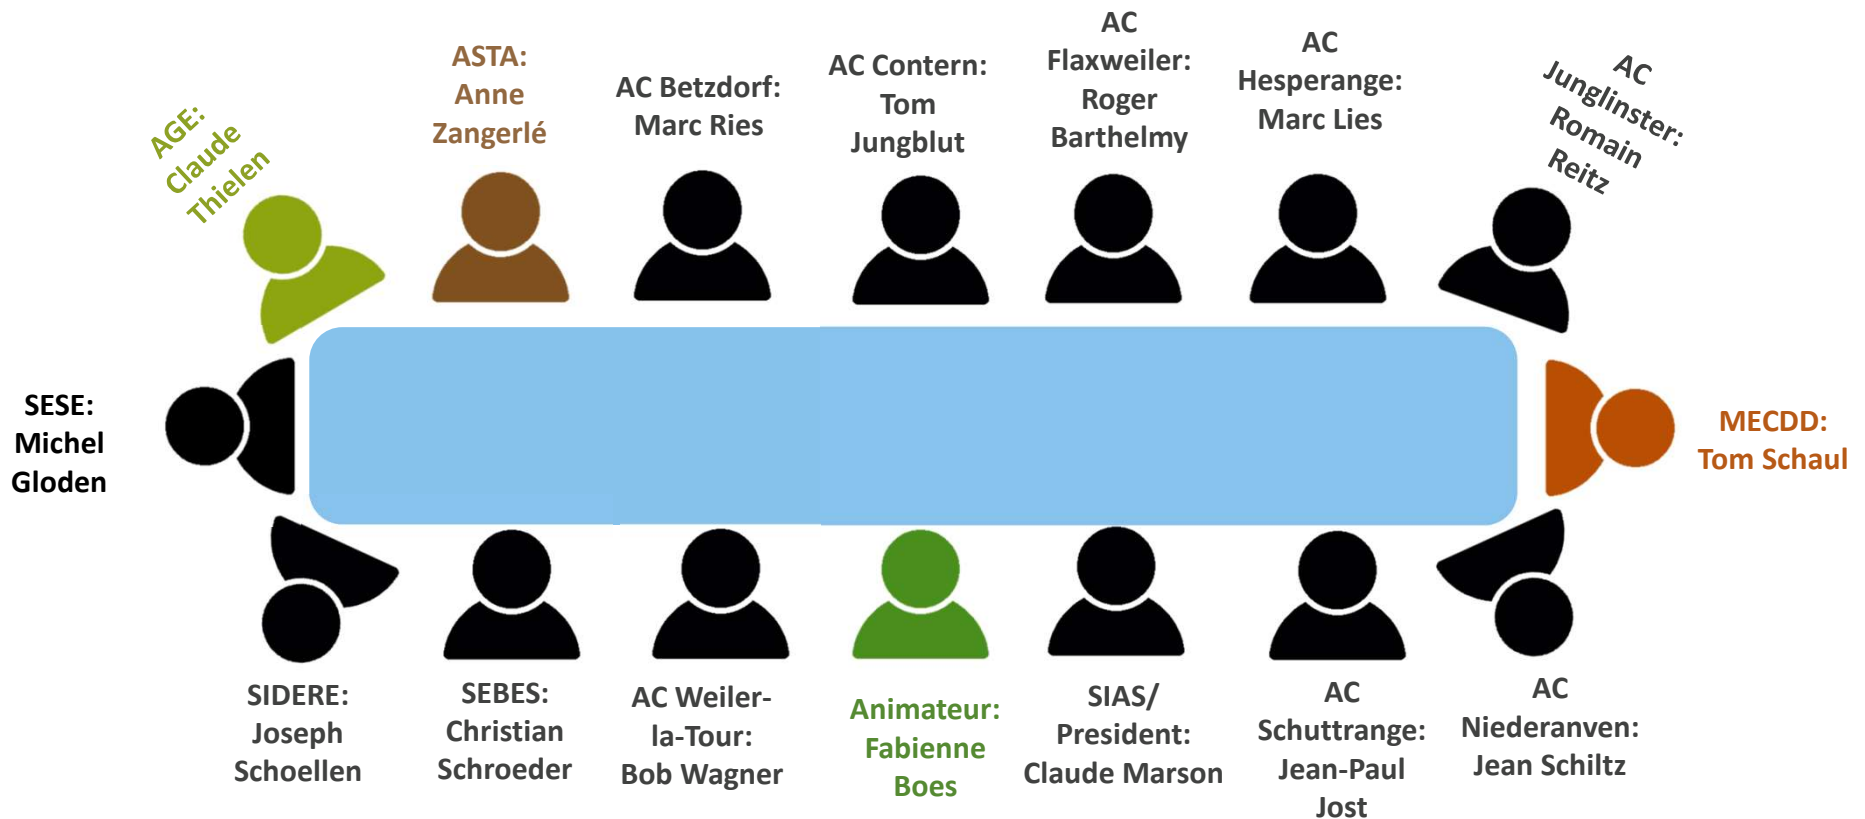 AGE:
Claude
Thielen
ASTA:
Anne
Zangerlé
AC Betzdorf:
Marc Ries
AC Contern:
Tom
Jungblut
AC
Flaxweiler:
Roger
Barthelmy
AC
Hesperange:
Marc Lies
AC
Junglinster:
Romain
Reitz
SESE:
Michel
Gloden
MECDD:
Tom Schaul
SIDERE:
Joseph
Schoellen
SEBES:
Christian
Schroeder
AC Weiler-
la-Tour:
Bob Wagner
Animateur:
Fabienne
Boes
SIAS/
President:
Claude Marson
AC
Schuttrange:
Jean-Paul
Jost
AC
Niederanven:
Jean Schiltz